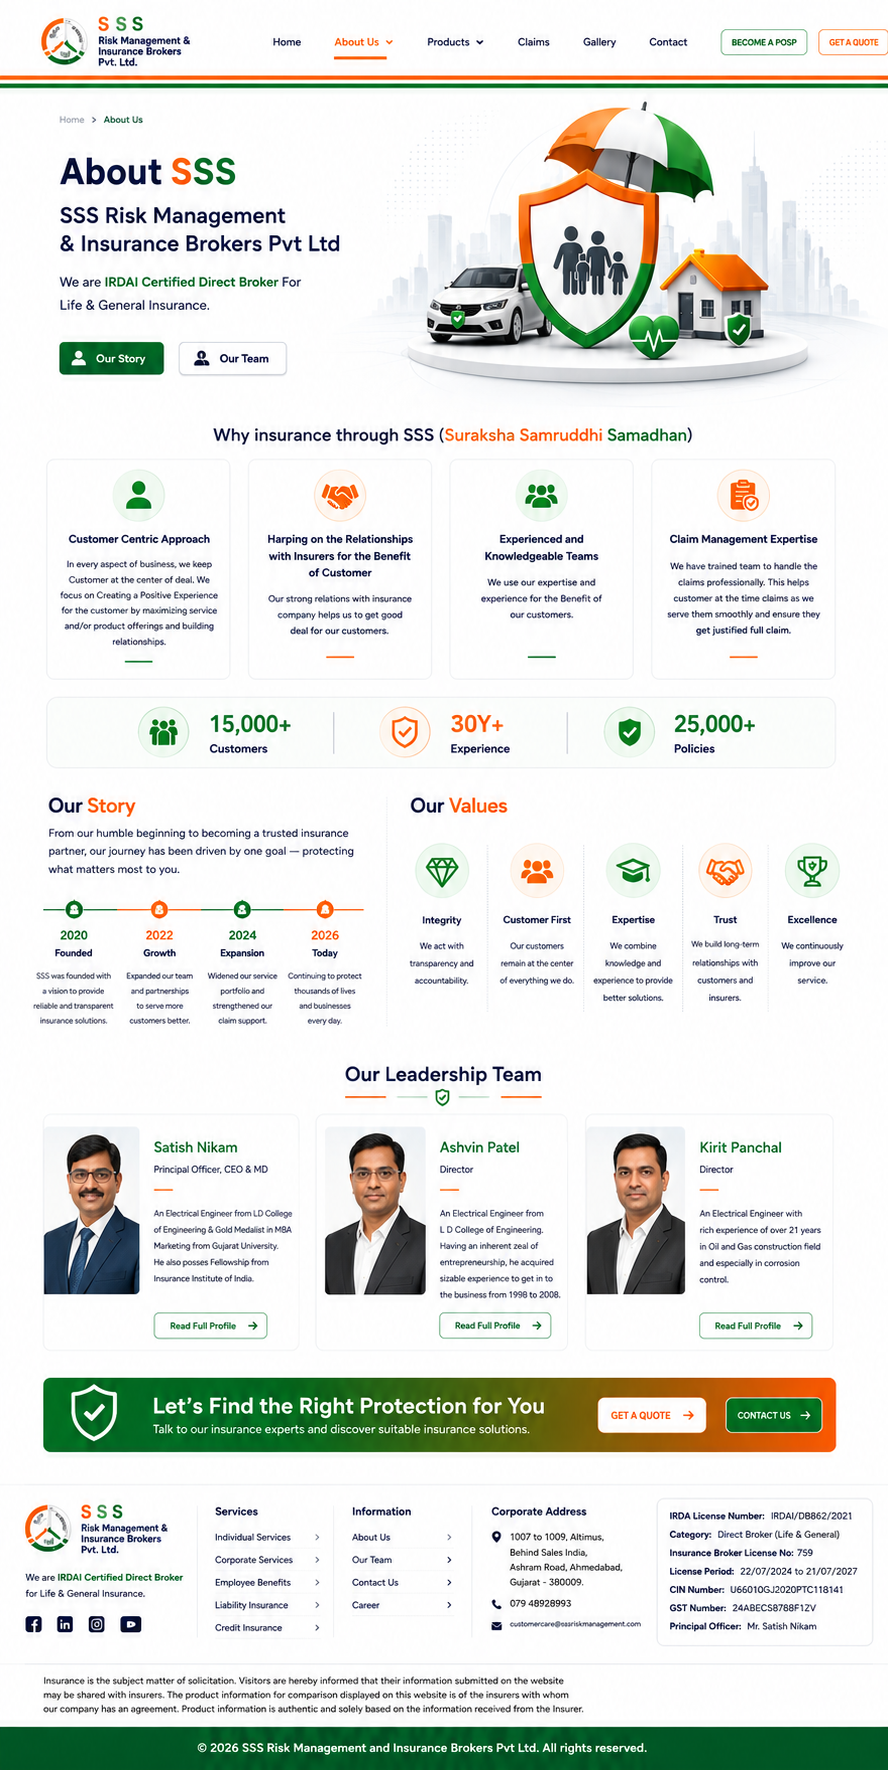 SSS
Risk Management &
Insurance Brokers
Pvt. Ltd.
Home
About Us
Products
Claims
Gallery
Contact
BECOME A POSP
GET A QUOTE
Home > About Us
About SSS
SSS Risk Management
& Insurance Brokers Pvt Ltd
We are IRDAI Certified Direct Broker For
Life & General Insurance.
Our Story
Our Team
Why insurance through SSS (Suraksha Samruddhi Samadhan)
Customer Centric Approach
In every aspect of business, we keep
Customer at the center of deal. We
focus on Creating a Positive Experience
for the customer by maximizing service
and/or product offerings and building
relationships.
Harping on the Relationships
with Insurers for the Benefit
of Customer
Our strong relations with insurance
company helps us to get good
deal for our customers.
Experienced and
Knowledgeable Teams
We use our expertise and
experience for the Benefit of
our customers.
Claim Management Expertise
We have trained team to handle the
claims professionally. This helps
customer at the time claims as we
serve them smoothly and ensure they
get justified full claim.
15,000+
Customers
30Y+
Experience
25,000+
Policies
Our Story
From our humble beginning to becoming a trusted insurance
partner, our journey has been driven by one goal — protecting
what matters most to you.
2020
Founded
SSS was founded with
a vision to provide
reliable and transparent
insurance solutions.
2022
Growth
Expanded our team
and partnerships
to serve more
customers better.
2024
Expansion
Widened our service
portfolio and
strengthened our
claim support.
2026
Today
Continuing to protect
thousands of lives
and businesses
every day.
Our Values
Integrity
We act with
transparency and
accountability.
Customer First
Our customers
remain at the center
of everything we do.
Expertise
We combine
knowledge and
experience to provide
better solutions.
Trust
We build long-term
relationships with
customers and
insurers.
Excellence
We continuously
improve our
service.
Our Leadership Team
Satish Nikam
Principal Officer, CEO & MD
An Electrical Engineer from LD College
of Engineering & Gold Medalist in MBA
Marketing from Gujarat University.
He also posses Fellowship from
Insurance Institute of India.
Read Full Profile
Ashvin Patel
Director
An Electrical Engineer from
L D College of Engineering.
Having an inherent zeal of
entrepreneurship, he acquired
sizable experience to get in to
the business from 1998 to 2008.
Read Full Profile
Kirit Panchal
Director
An Electrical Engineer with
rich experience of over 21 years
in Oil and Gas construction field
and especially in corrosion
control.
Read Full Profile
Let's Find the Right Protection for You
Talk to our insurance experts and discover suitable insurance solutions.
GET A QUOTE
CONTACT US
SSS
Risk Management &
Insurance Brokers
Pvt. Ltd.
We are IRDAI Certified Direct Broker
for Life & General Insurance.
Services
Individual Services
Corporate Services
Employee Benefits
Liability Insurance
Credit Insurance
Information
About Us
Our Team
Contact Us
Career
Corporate Address
1007 to 1009, Altimus,
Behind Sales India,
Ashram Road, Ahmedabad,
Gujarat - 380009.
079 48928993
customercare@sssriskmanagement.com
IRDA License Number: IRDAI/DB862/2021
Category: Direct Broker (Life & General)
Insurance Broker License No: 759
License Period: 22/07/2024 to 21/07/2027
CIN Number: U66010GJ2020PTC118141
GST Number: 24ABECS8788F1ZV
Principal Officer: Mr. Satish Nikam
Insurance is the subject matter of solicitation. Visitors are hereby informed that their information submitted on the website
may be shared with insurers. The product information for comparison displayed on this website is of the insurers with whom
our company has an agreement. Product information is authentic and solely based on the information received from the Insurer.
© 2026 SSS Risk Management and Insurance Brokers Pvt Ltd. All rights reserved.